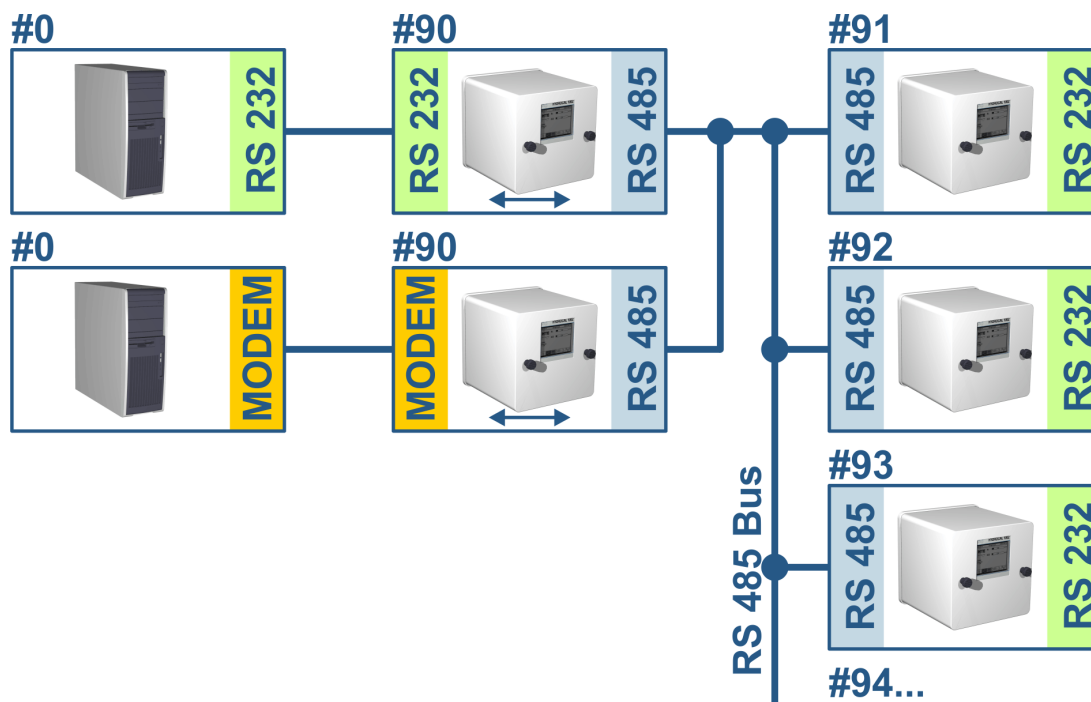 #0
RS 232
#90
RS 232
RS 485
#91
RS 485
RS 232
#0
MODEM
#90
MODEM
RS 485
#92
RS 485
RS 232
#93
RS 485
RS 232
RS 485 Bus
#94...